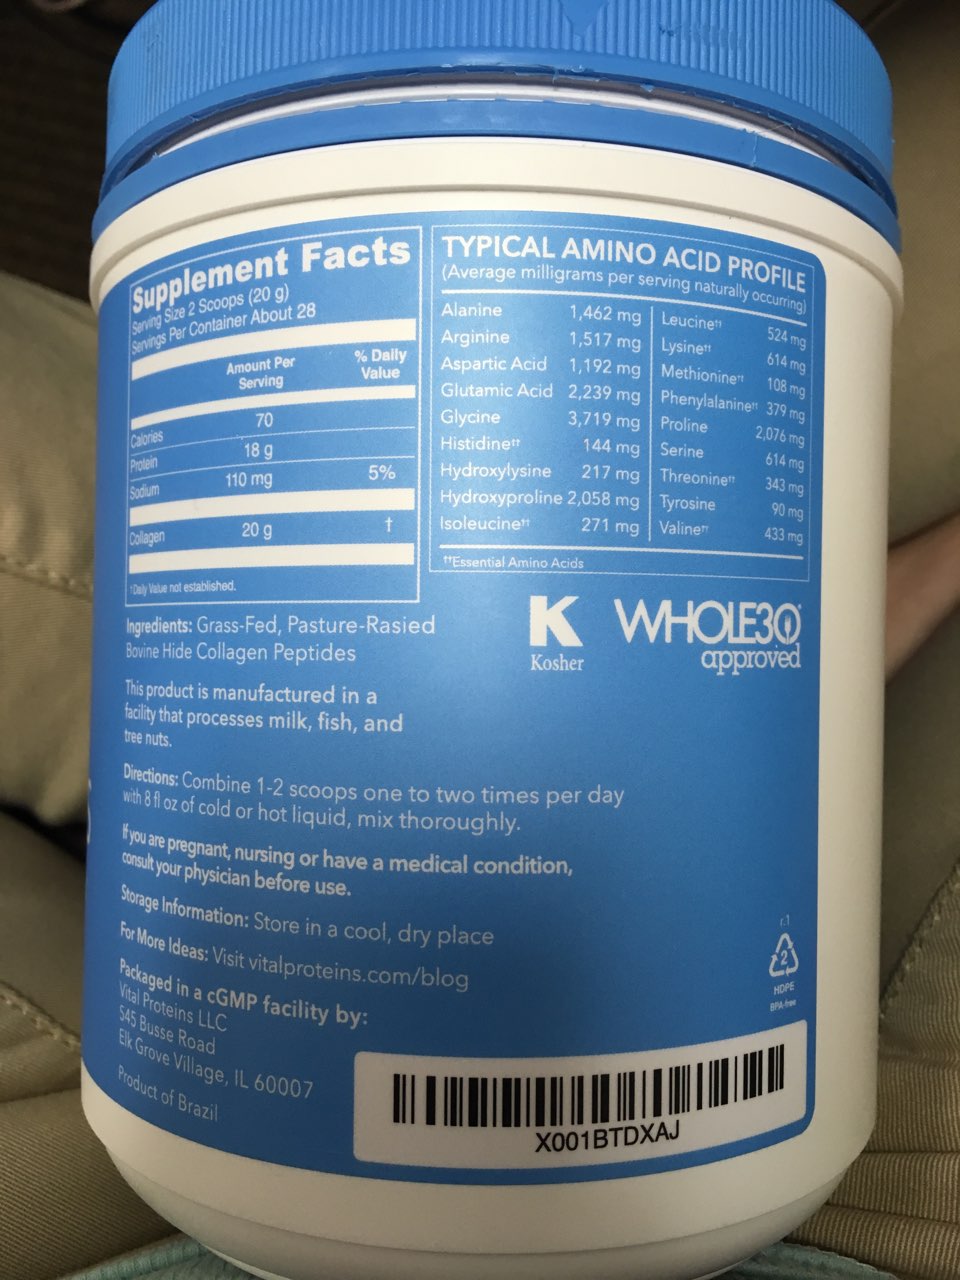 Supplement Facts
Serving Size 2 Scoops (20 g)
Servings Per Container About 28
Amount Per Serving % Daily Value
Calories 70
Protein 18 g
Sodium 110 mg 5%
Collagen 20 g †
†Daily Value not established.
TYPICAL AMINO ACID PROFILE
(Average milligrams per serving naturally occurring)
Alanine 1,462 mg
Arginine 1,517 mg
Aspartic Acid 1,192 mg
Glutamic Acid 2,239 mg
Glycine 3,719 mg
Histidine†† 144 mg
Hydroxylysine 217 mg
Hydroxyproline 2,058 mg
Isoleucine†† 271 mg
Leucine†† 524 mg
Lysine†† 614 mg
Methionine†† 108 mg
Phenylalanine†† 379 mg
Proline 2,076 mg
Serine 614 mg
Threonine†† 343 mg
Tyrosine 90 mg
Valine†† 433 mg
††Essential Amino Acids
Ingredients: Grass-Fed, Pasture-Rasied
Bovine Hide Collagen Peptides
K
Kosher
WHOLE30
approved
This product is manufactured in a
facility that processes milk, fish, and
tree nuts.
Directions: Combine 1-2 scoops one to two times per day
with 8 fl oz of cold or hot liquid, mix thoroughly.
If you are pregnant, nursing or have a medical condition,
consult your physician before use.
Storage Information: Store in a cool, dry place
For More Ideas: Visit vitalproteins.com/blog
Packaged in a cGMP facility by:
Vital Proteins LLC
545 Busse Road
Elk Grove Village, IL 60007
Product of Brazil
r.1
2
HDPE
BPA-free
X001BTDXAJ